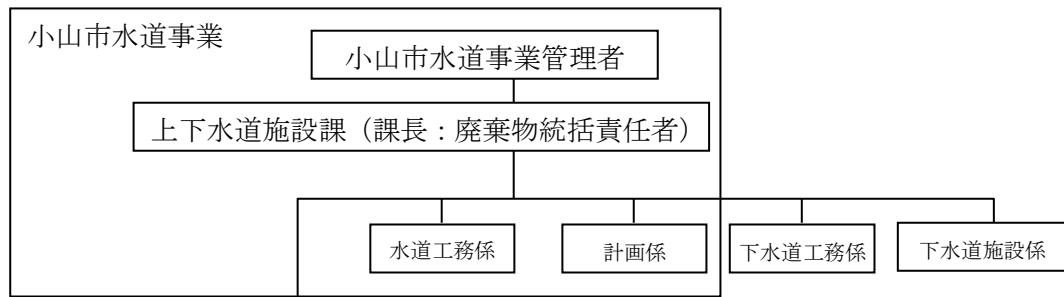 小山市水道事業
小山市水道事業管理者
上下水道施設課（課長：廃棄物統括責任者）
水道工務係
計画係
下水道工務係
下水道施設係